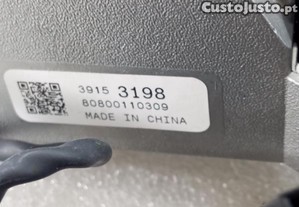 Custojusto.pt
3915 3198
80800110309
MADE IN CHINA